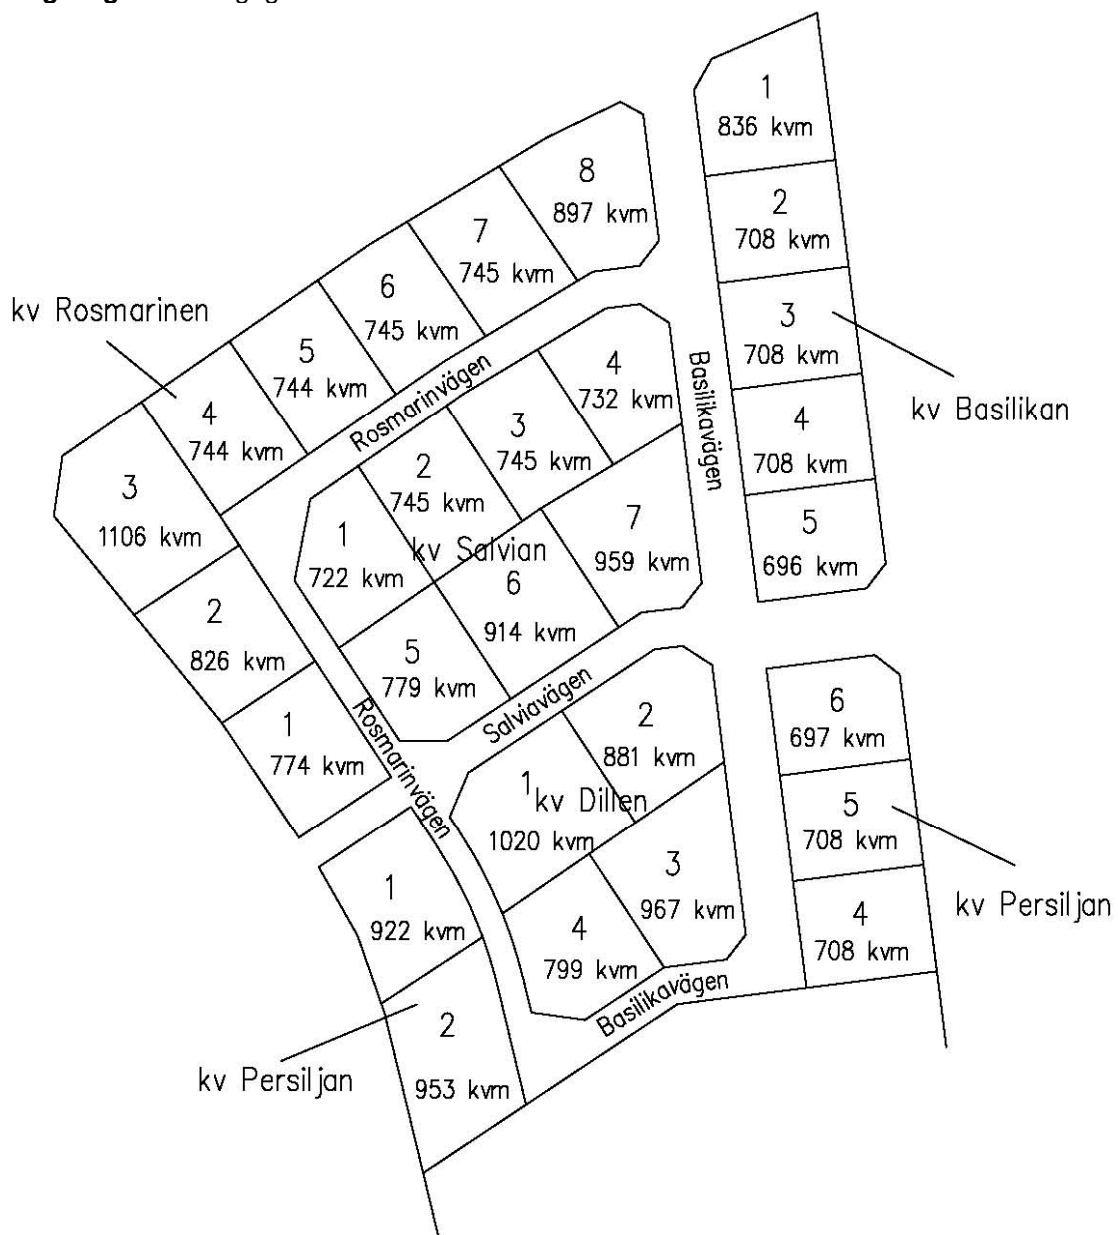 1
836 kvm
2
708 kvm
3
708 kvm
4
708 kvm
5
696 kvm
kv Basilikan
Basilikavägen
8
897 kvm
7
745 kvm
6
745 kvm
5
744 kvm
4
744 kvm
kv Rosmarinen
3
1106 kvm
2
826 kvm
1
774 kvm
Rosmarinvägen
4
732 kvm
3
745 kvm
2
745 kvm
1
722 kvm
kv Salvian
7
959 kvm
6
914 kvm
5
779 kvm
Salviavägen
Rosmarinvägen
2
881 kvm
1
kv Dillen
1020 kvm
3
967 kvm
4
799 kvm
Basilikavägen
6
697 kvm
5
708 kvm
4
708 kvm
kv Persiljan
1
922 kvm
2
953 kvm
kv Persiljan